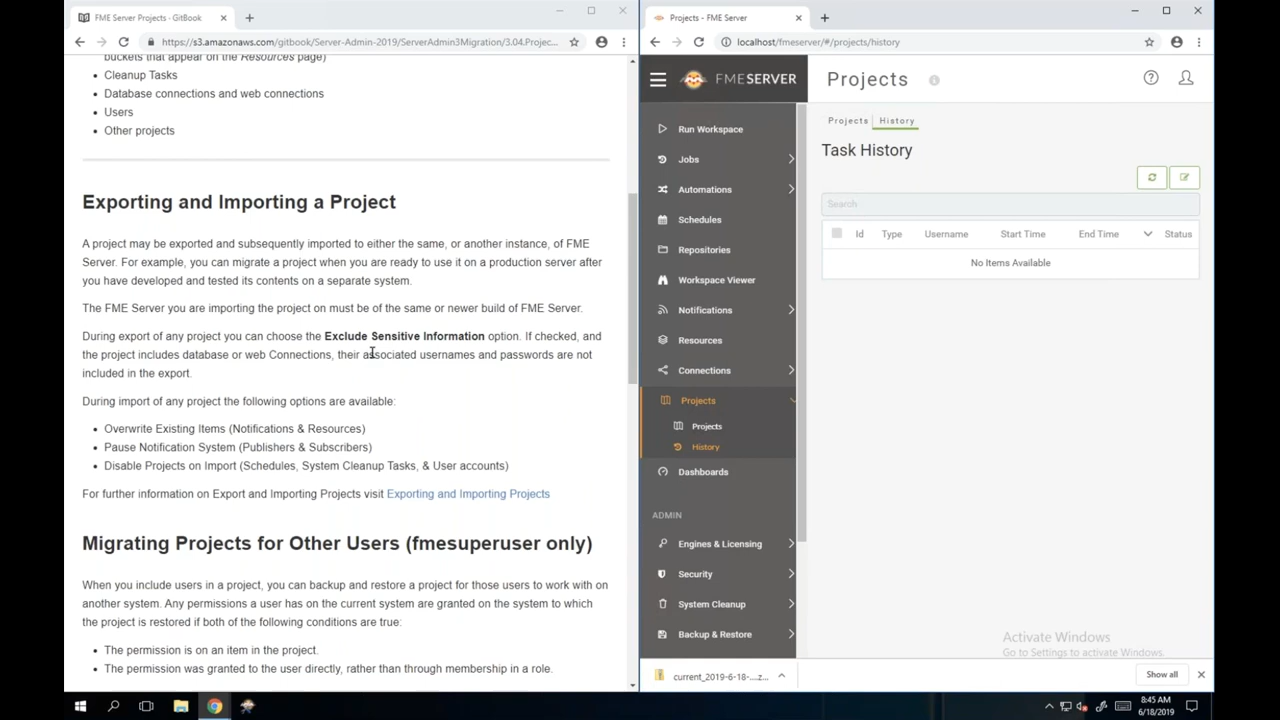 FME Server Projects · GitBook
https://s3.amazonaws.com/gitbook/Server-Admin-2019/ServerAdmin3Migration/3.04.Projec...
buckets that appear on the Resources page)
• Cleanup Tasks
• Database connections and web connections
• Users
• Other projects
Exporting and Importing a Project
A project may be exported and subsequently imported to either the same, or another instance, of FME
Server. For example, you can migrate a project when you are ready to use it on a production server after
you have developed and tested its contents on a separate system.
The FME Server you are importing the project on must be of the same or newer build of FME Server.
During export of any project you can choose the Exclude Sensitive Information option. If checked, and
the project includes database or web Connections, their associated usernames and passwords are not
included in the export.
During import of any project the following options are available:
• Overwrite Existing Items (Notifications & Resources)
• Pause Notification System (Publishers & Subscribers)
• Disable Projects on Import (Schedules, System Cleanup Tasks, & User accounts)
For further information on Export and Importing Projects visit Exporting and Importing Projects
Migrating Projects for Other Users (fmesuperuser only)
When you include users in a project, you can backup and restore a project for those users to work with on
another system. Any permissions a user has on the current system are granted on the system to which
the project is restored if both of the following conditions are true:
• The permission is on an item in the project.
• The permission was granted to the user directly, rather than through membership in a role.
Projects - FME Server
localhost/fmeserver/#/projects/history
FMESERVER
Run Workspace
Jobs
Automations
Schedules
Repositories
Workspace Viewer
Notifications
Resources
Connections
Projects
Projects
History
Dashboards
ADMIN
Engines & Licensing
Security
System Cleanup
Backup & Restore
Projects
Projects History
Task History
Search
Id Type Username Start Time End Time Status
No Items Available
Activate Windows
Go to Settings to activate Windows.
current_2019-6-18-....z...
Show all
8:45 AM
6/18/2019